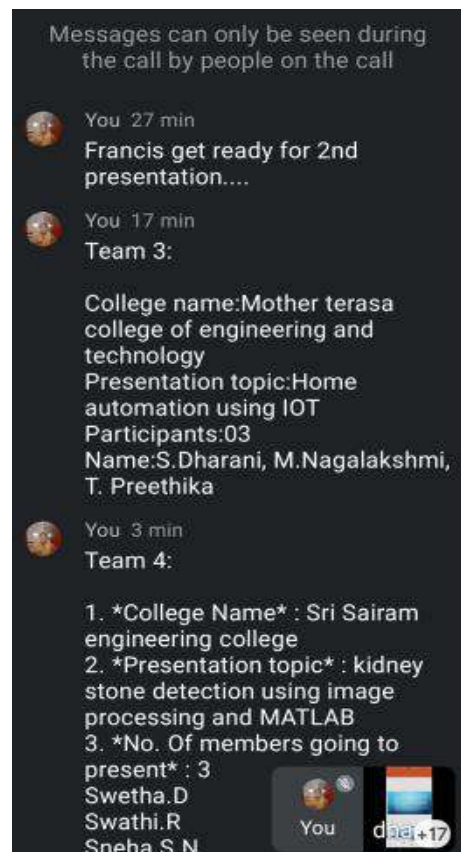 Messages can only be seen during
the call by people on the call
You 27 min
Francis get ready for 2nd
presentation....
You 17 min
Team 3:
College name:Mother terasa
college of engineering and
technology
Presentation topic:Home
automation using IOT
Participants:03
Name:S.Dharani, M.Nagalakshmi,
T. Preethika
You 3 min
Team 4:
1. *College Name* : Sri Sairam
engineering college
2. *Presentation topic* : kidney
stone detection using image
processing and MATLAB
3. *No. Of members going to
present* : 3
Swetha.D
Swathi.R
Sneha.S.N
You
+17